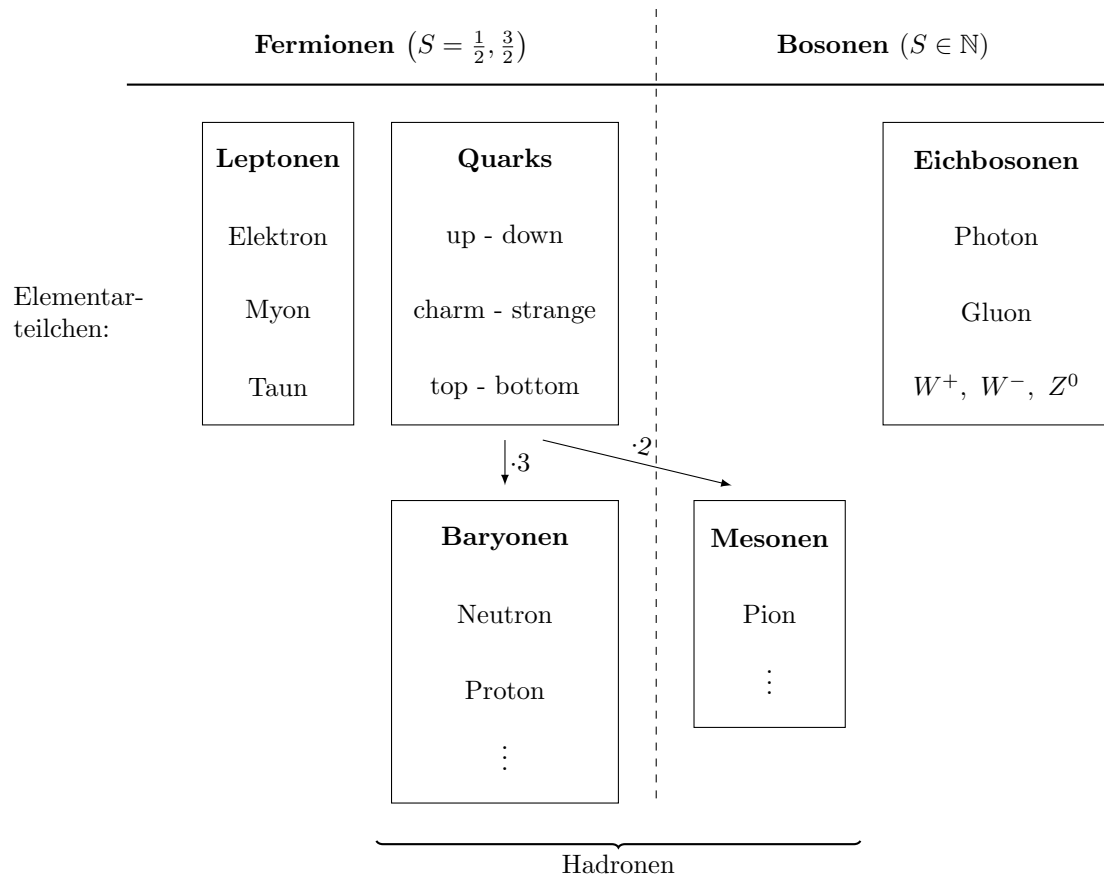 Fermionen (S = 1/2, 3/2)
Bosonen (S ∈ ℕ)
Elementar-
teilchen:
Leptonen
Elektron
Myon
Taun
Quarks
up - down
charm - strange
top - bottom
Eichbosonen
Photon
Gluon
W⁺, W⁻, Z⁰
·3
·2
Baryonen
Neutron
Proton
⋮
Mesonen
Pion
⋮
Hadronen